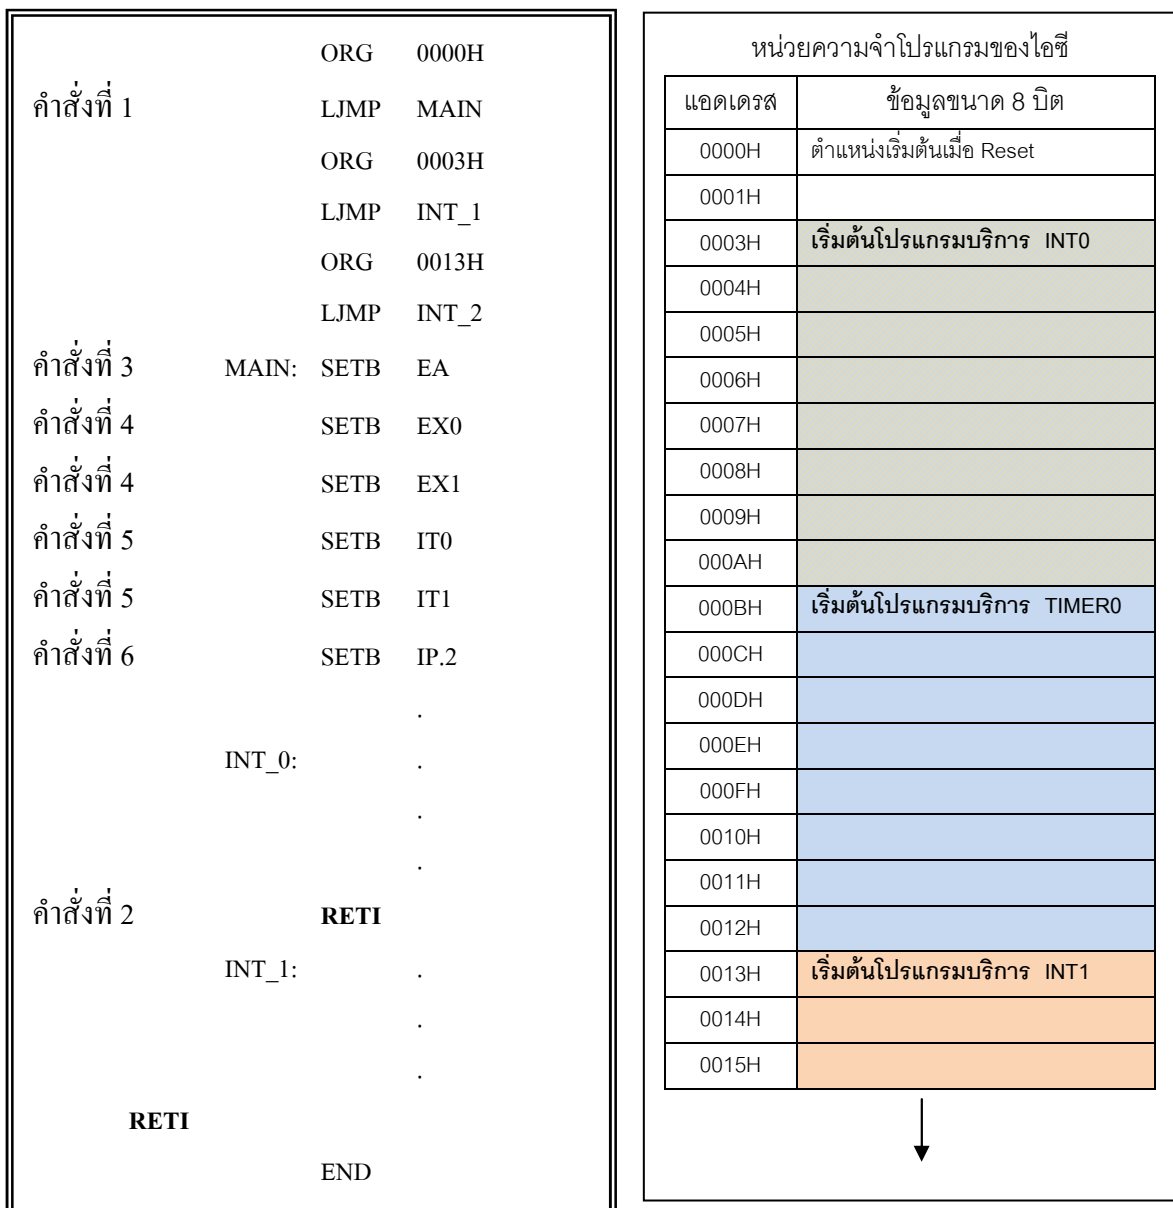 ORG 0000H
คำสั่งที่ 1 LJMP MAIN
ORG 0003H
LJMP INT_1
ORG 0013H
LJMP INT_2
คำสั่งที่ 3 MAIN: SETB EA
คำสั่งที่ 4 SETB EX0
คำสั่งที่ 4 SETB EX1
คำสั่งที่ 5 SETB IT0
คำสั่งที่ 5 SETB IT1
คำสั่งที่ 6 SETB IP.2
.
INT_0: .
.
.
คำสั่งที่ 2 RETI
INT_1: .
.
.
RETI
END
หน่วยความจำโปรแกรมของไอซี
แอดเดรส ข้อมูลขนาด 8 บิต
0000H ตำแหน่งเริ่มต้นเมื่อ Reset
0001H
0003H เริ่มต้นโปรแกรมบริการ INT0
0004H
0005H
0006H
0007H
0008H
0009H
000AH
000BH เริ่มต้นโปรแกรมบริการ TIMER0
000CH
000DH
000EH
000FH
0010H
0011H
0012H
0013H เริ่มต้นโปรแกรมบริการ INT1
0014H
0015H